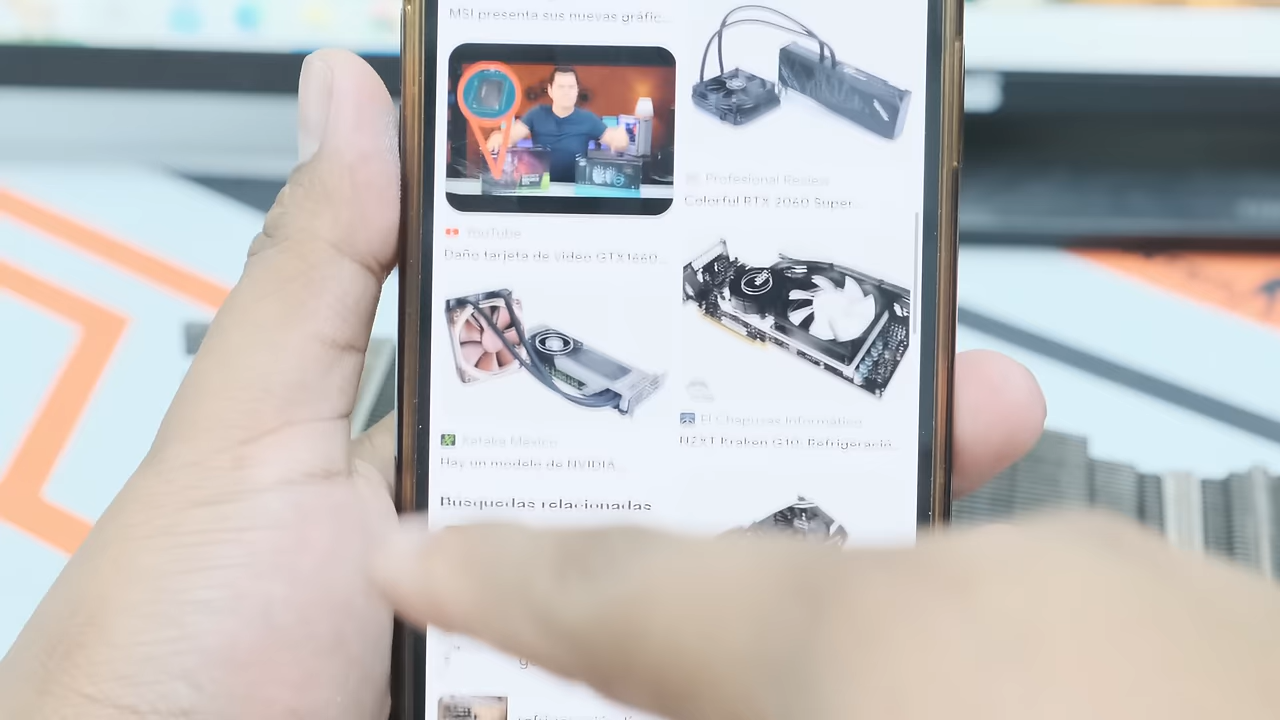 MSI presenta sus nuevas gráfic...
Profesional Review
Colorful RTX 2060 Super...
YouTube
Daño tarjeta de video GTX1660...
El Chapuzas Informático
NZXT Kraken G10: Refrigeració...
Xataka México
Hay un modelo de NVIDIA
Búsquedas relacionadas